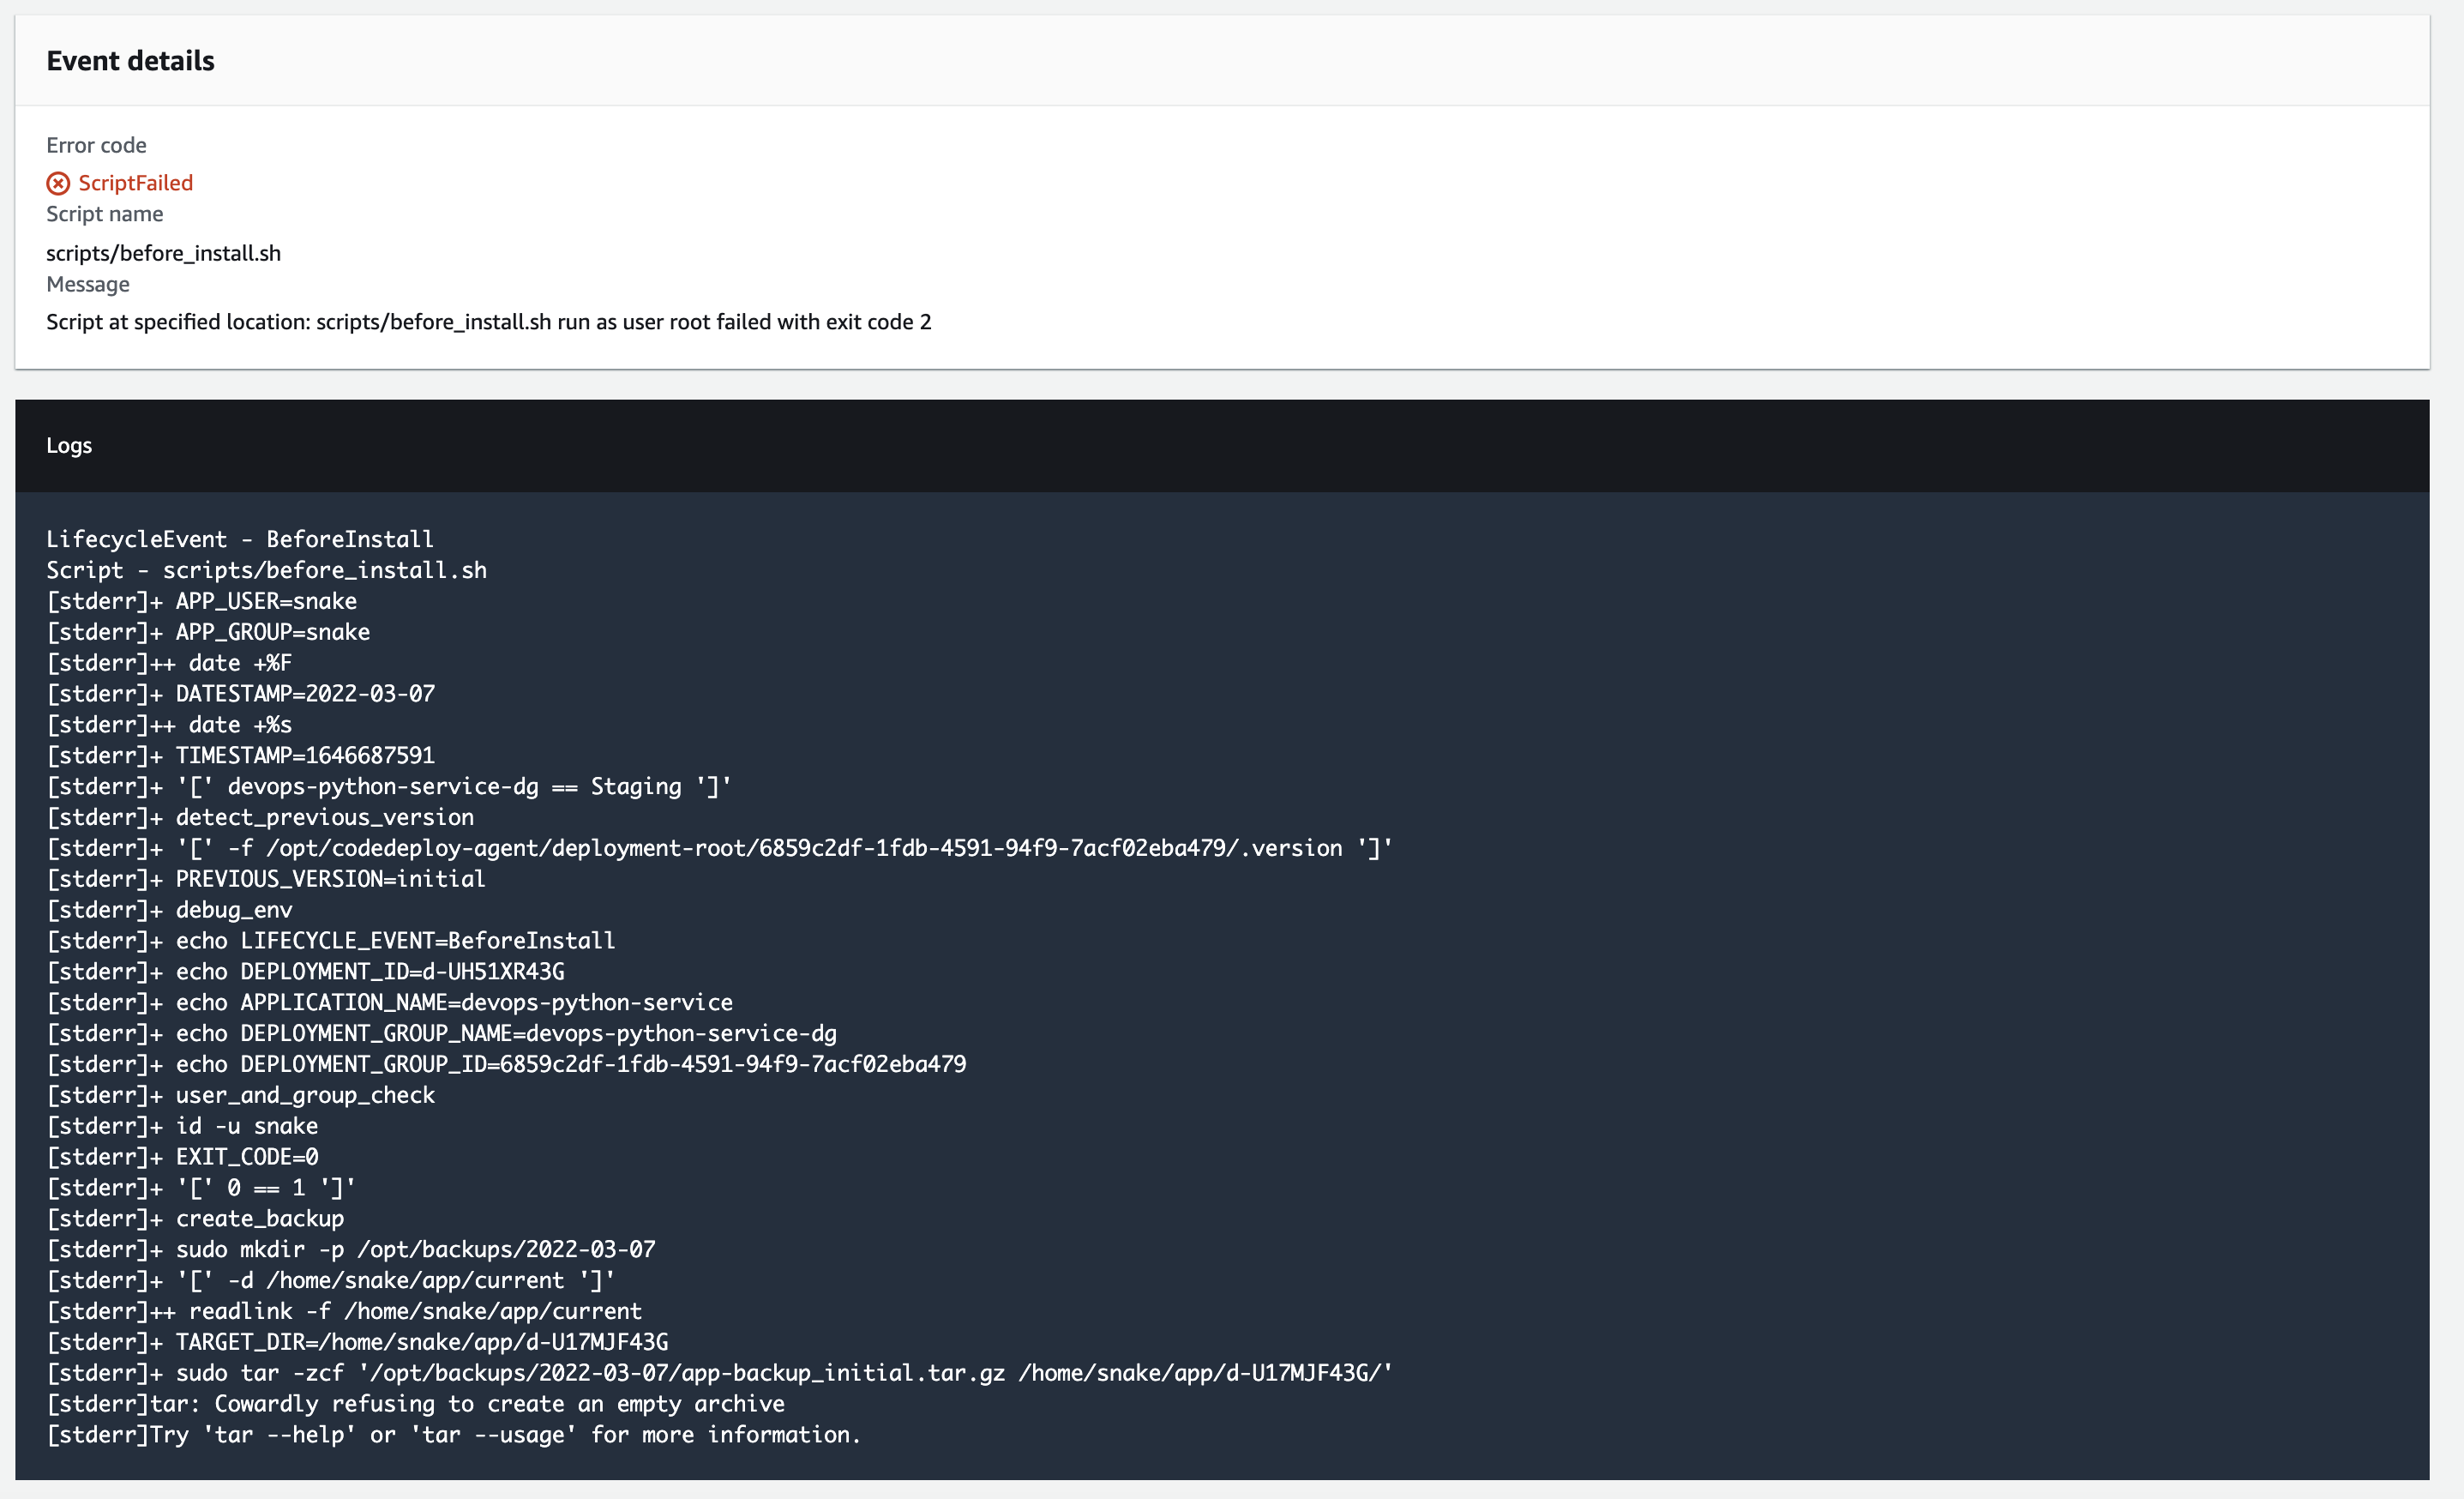 Event details
Error code
ScriptFailed
Script name
scripts/before_install.sh
Message
Script at specified location: scripts/before_install.sh run as user root failed with exit code 2
Logs
LifecycleEvent - BeforeInstall
Script - scripts/before_install.sh
[stderr]+ APP_USER=snake
[stderr]+ APP_GROUP=snake
[stderr]++ date +%F
[stderr]+ DATESTAMP=2022-03-07
[stderr]++ date +%s
[stderr]+ TIMESTAMP=1646687591
[stderr]+ '[' devops-python-service-dg == Staging ']'
[stderr]+ detect_previous_version
[stderr]+ '[' -f /opt/codedeploy-agent/deployment-root/6859c2df-1fdb-4591-94f9-7acf02eba479/.version ']'
[stderr]+ PREVIOUS_VERSION=initial
[stderr]+ debug_env
[stderr]+ echo LIFECYCLE_EVENT=BeforeInstall
[stderr]+ echo DEPLOYMENT_ID=d-UH51XR43G
[stderr]+ echo APPLICATION_NAME=devops-python-service
[stderr]+ echo DEPLOYMENT_GROUP_NAME=devops-python-service-dg
[stderr]+ echo DEPLOYMENT_GROUP_ID=6859c2df-1fdb-4591-94f9-7acf02eba479
[stderr]+ user_and_group_check
[stderr]+ id -u snake
[stderr]+ EXIT_CODE=0
[stderr]+ '[' 0 == 1 ']'
[stderr]+ create_backup
[stderr]+ sudo mkdir -p /opt/backups/2022-03-07
[stderr]+ '[' -d /home/snake/app/current ']'
[stderr]++ readlink -f /home/snake/app/current
[stderr]+ TARGET_DIR=/home/snake/app/d-U17MJF43G
[stderr]+ sudo tar -zcf '/opt/backups/2022-03-07/app-backup_initial.tar.gz /home/snake/app/d-U17MJF43G/'
[stderr]tar: Cowardly refusing to create an empty archive
[stderr]Try 'tar --help' or 'tar --usage' for more information.